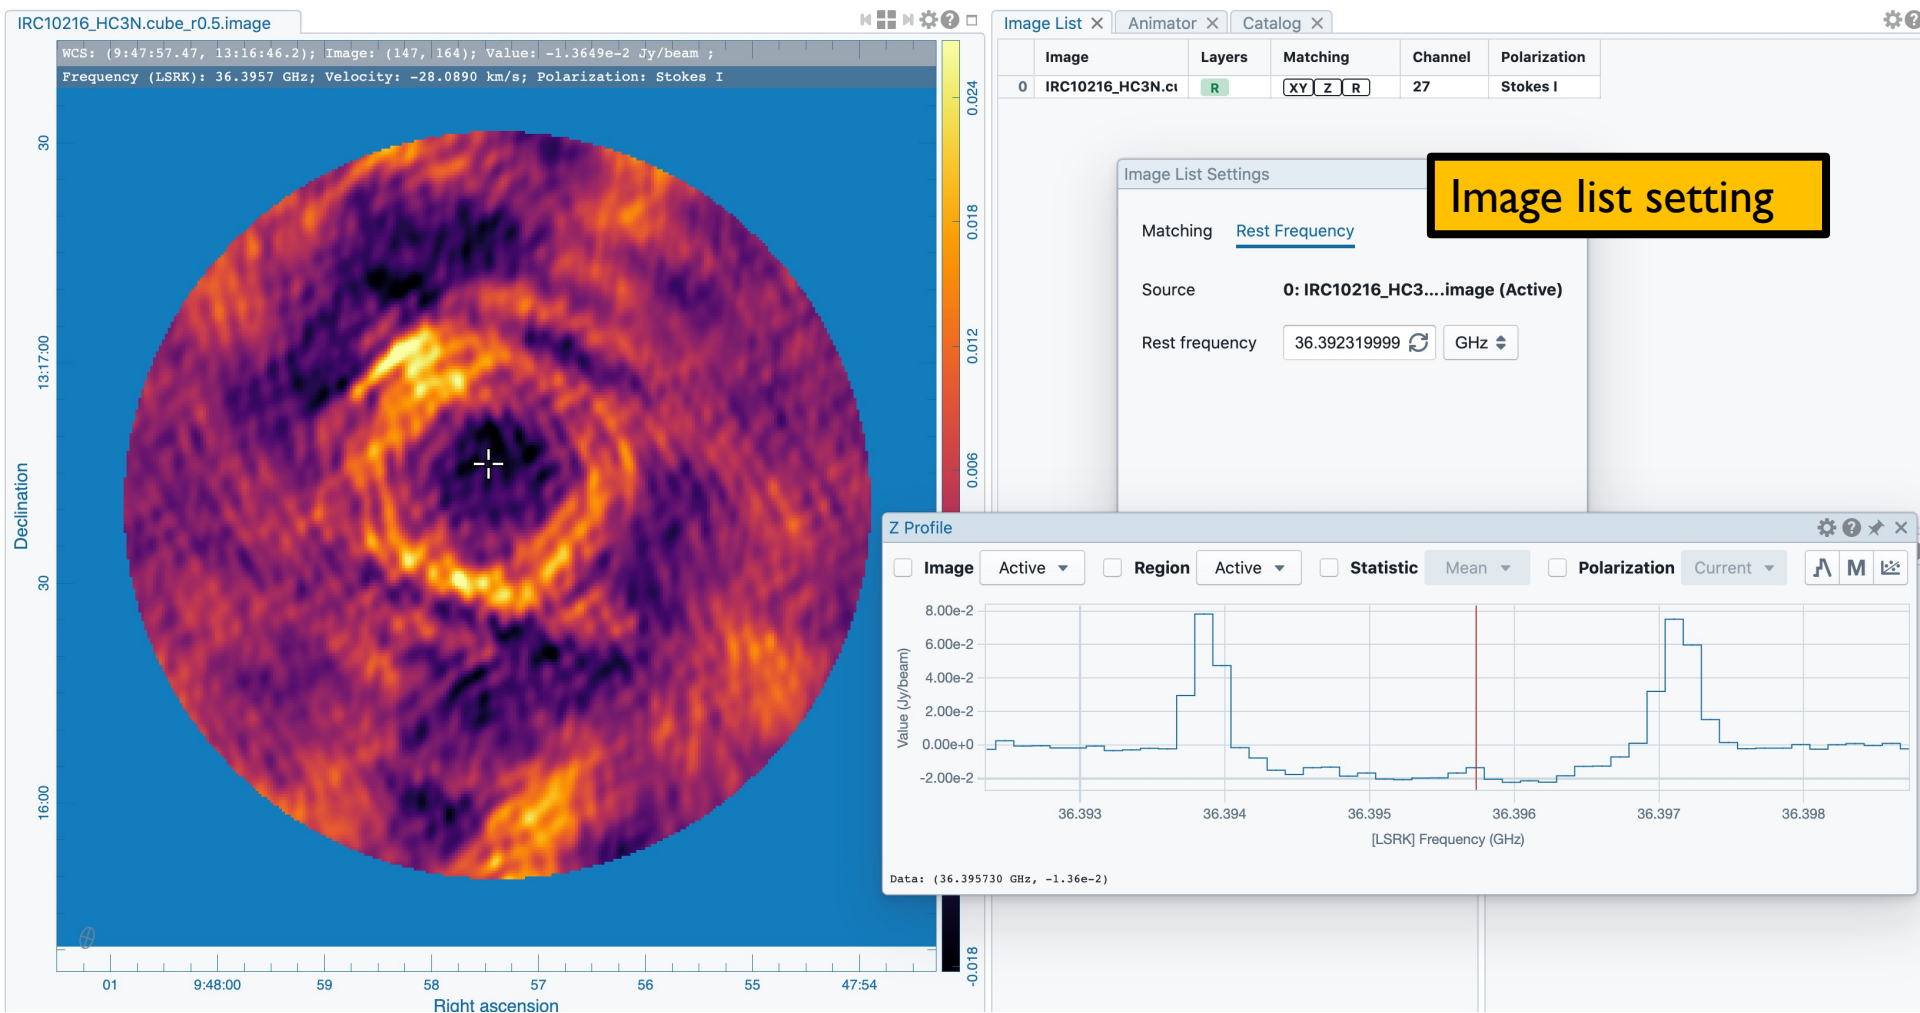 IRC10216_HC3N.cube_r0.5.image
WCS: (9:47:57.47, 13:16:46.2); Image: (147, 164); Value: -1.3649e-2 Jy/beam ;
Frequency (LSRK): 36.3957 GHz; Velocity: -28.0890 km/s; Polarization: Stokes I
30
13:17:00
30
16:00
Declination
01 9:48:00 59 58 57 56 55 47:54
Right ascension
0.024
0.018
0.012
0.006
-0.018
Image List Animator Catalog
Image Layers Matching Channel Polarization
0 IRC10216_HC3N.cu R XY Z R 27 Stokes I
Image List Settings
Image list setting
Matching Rest Frequency
Source 0: IRC10216_HC3....image (Active)
Rest frequency 36.392319999 GHz
Z Profile
Image Active Region Active Statistic Mean Polarization Current M
8.00e-2
6.00e-2
4.00e-2
2.00e-2
0.00e+0
-2.00e-2
Value (Jy/beam)
36.393 36.394 36.395 36.396 36.397 36.398
[LSRK] Frequency (GHz)
Data: (36.395730 GHz, -1.36e-2)